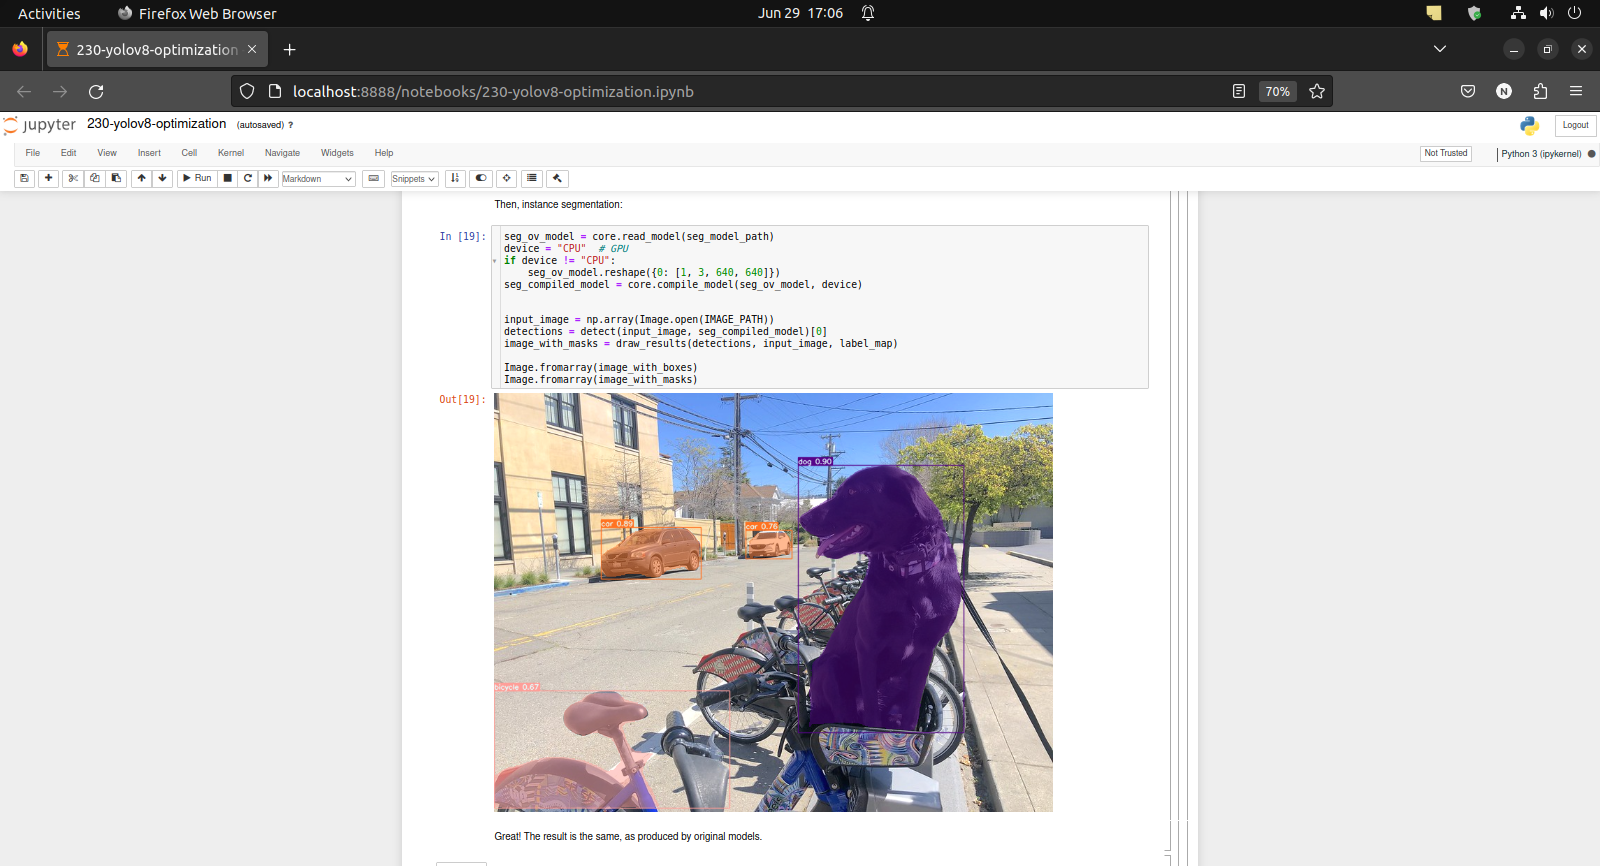 Activities
Firefox Web Browser
Jun 29 17:06
230-yolov8-optimization
localhost:8888/notebooks/230-yolov8-optimization.ipynb
70%
N
jupyter
230-yolov8-optimization
(autosaved)
?
Logout
File
Edit
View
Insert
Cell
Kernel
Navigate
Widgets
Help
Not Trusted
Python 3 (ipykernel)
Run
Markdown
Snippets
Then, instance segmentation:
In [19]:
seg_ov_model = core.read_model(seg_model_path)
device = "CPU"  # GPU
if device != "CPU":
    seg_ov_model.reshape({0: [1, 3, 640, 640]})
seg_compiled_model = core.compile_model(seg_ov_model, device)
input_image = np.array(Image.open(IMAGE_PATH))
detections = detect(input_image, seg_compiled_model)[0]
image_with_masks = draw_results(detections, input_image, label_map)
Image.fromarray(image_with_boxes)
Image.fromarray(image_with_masks)
Out[19]:
dog 0.90
car 0.89
car 0.76
bicycle 0.67
Great! The result is the same, as produced by original models.